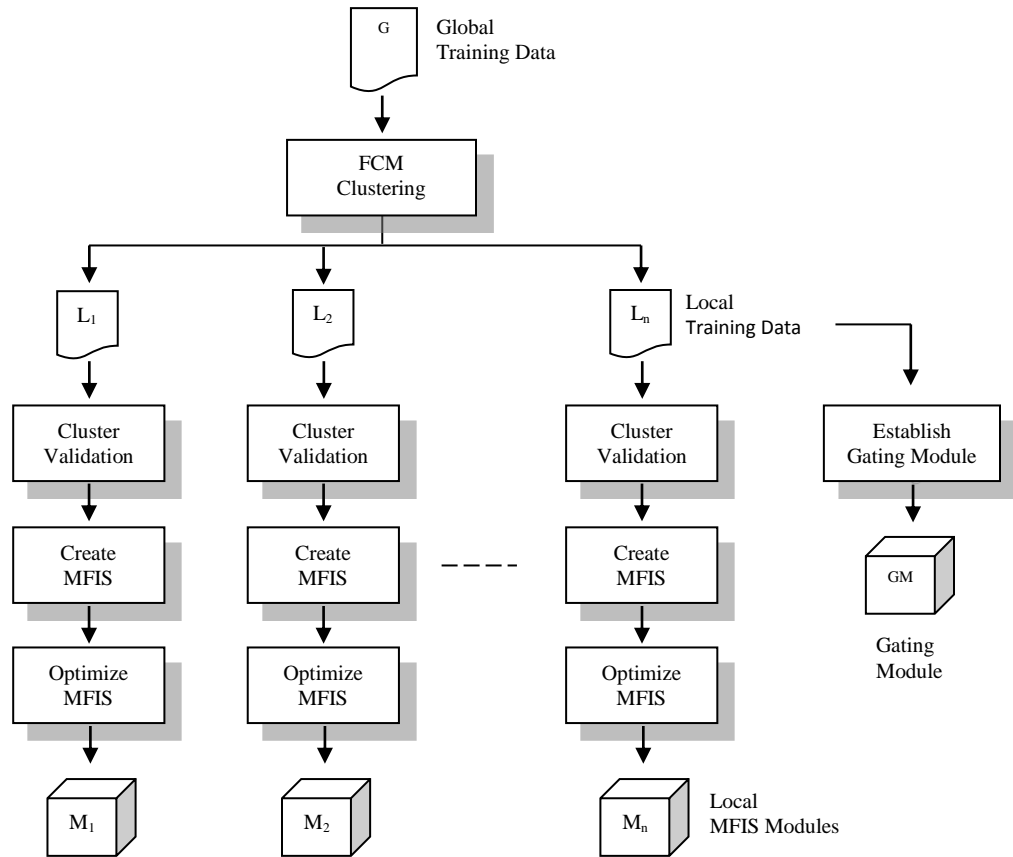 G
Global
Training Data
FCM
Clustering
L₁
L₂
Lₙ
Local
Training Data
Cluster
Validation
Cluster
Validation
Cluster
Validation
Establish
Gating Module
Create
MFIS
Create
MFIS
Create
MFIS
GM
Gating
Module
Optimize
MFIS
Optimize
MFIS
Optimize
MFIS
M₁
M₂
Mₙ
Local
MFIS Modules